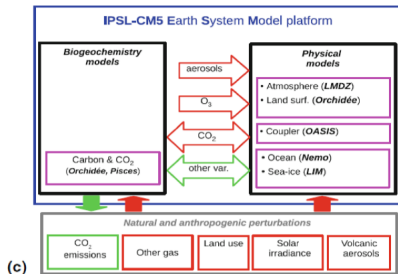 IPSL-CM5 Earth System Model platform
Biogeochemistry
models
Carbon & CO2
(Orchidée, Pisces)
aerosols
O3
CO2
other var.
Physical
models
• Atmosphere (LMDZ)
• Land surf. (Orchidée)
• Coupler (OASIS)
• Ocean (Nemo)
• Sea-ice (LIM)
Natural and anthropogenic perturbations
CO2
emissions
Other gas
Land use
Solar
irradiance
Volcanic
aerosols
(c)